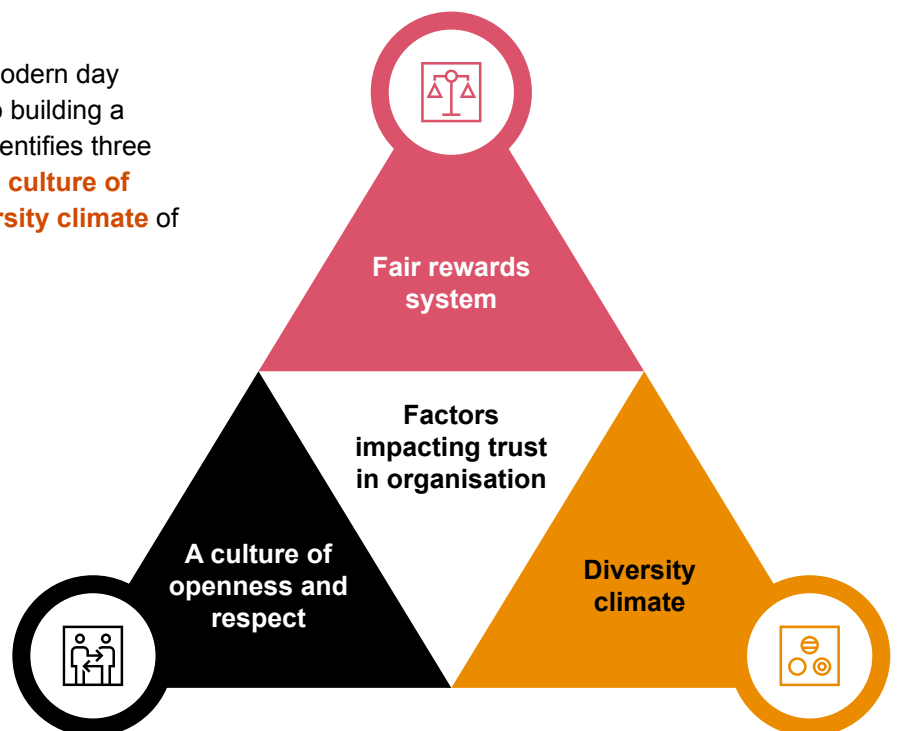 odern day
building a
entifies three
culture of
rsity climate of
Fair rewards
system
Factors
impacting trust
in organisation
A culture of
openness and
respect
Diversity
climate